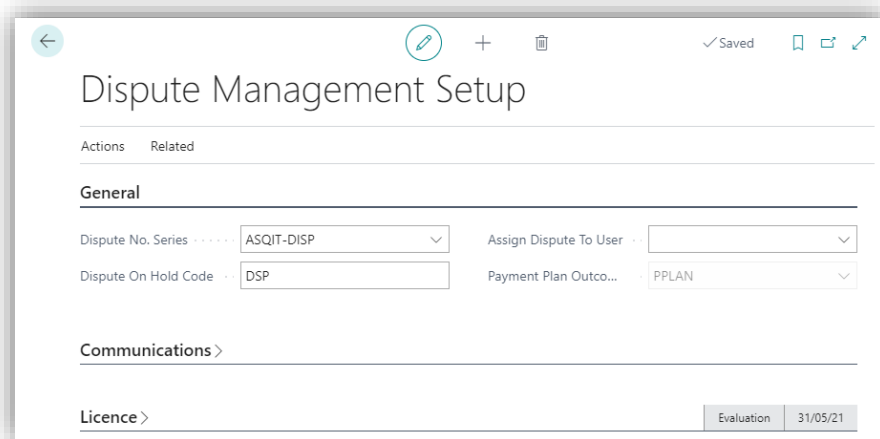 Saved
Dispute Management Setup
Actions Related
General
Dispute No. Series ASQIT-DISP Assign Dispute To User
Dispute On Hold Code DSP Payment Plan Outco... PPLAN
Communications
Licence Evaluation 31/05/21